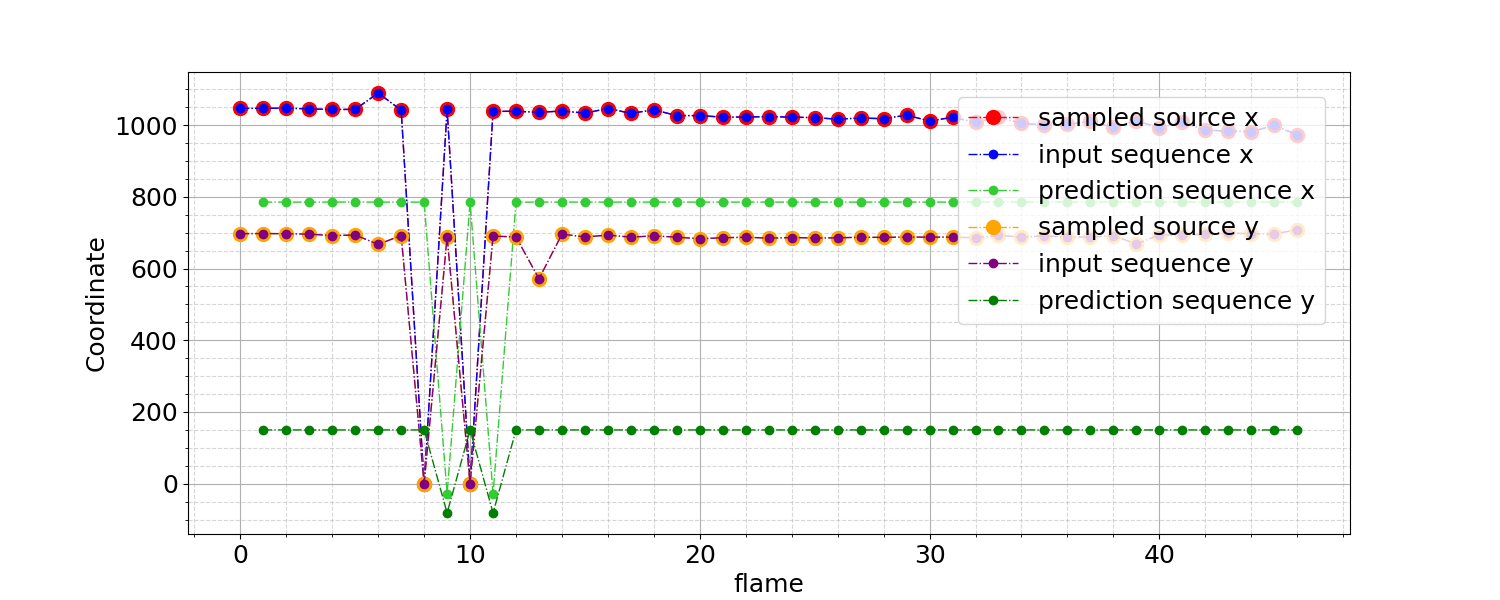 Coordinate
1000
800
600
400
200
0
sampled source x
input sequence x
prediction sequence x
sampled source y
input sequence y
prediction sequence y
0 10 20 30 40
flame